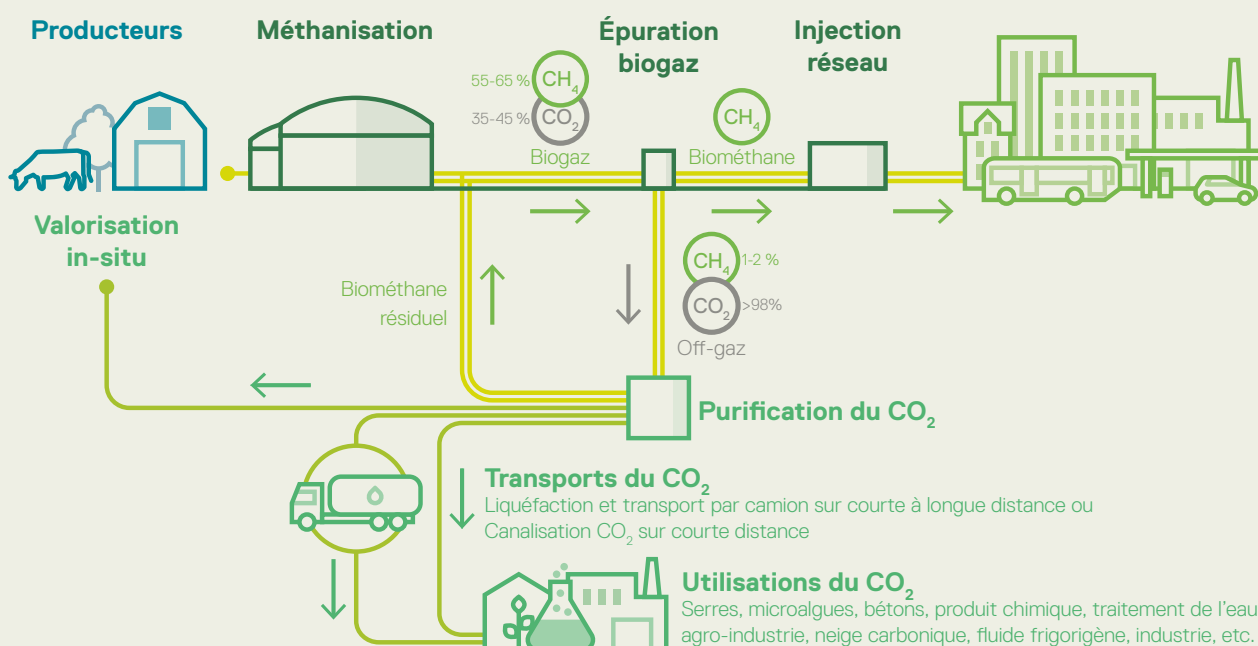 Producteurs
Méthanisation
Épuration
biogaz
Injection
réseau
55-65 %
CH₄
35-45 %
CO₂
Biogaz
CH₄
Biométhane
Valorisation
in-situ
Biométhane
résiduel
CH₄
1-2 %
CO₂
>98%
Off-gaz
Purification du CO₂
Transports du CO₂
Liquéfaction et transport par camion sur courte à longue distance ou
Canalisation CO₂ sur courte distance
Utilisations du CO₂
Serres, microalgues, bétons, produit chimique, traitement de l'eau
agro-industrie, neige carbonique, fluide frigorigène, industrie, etc.